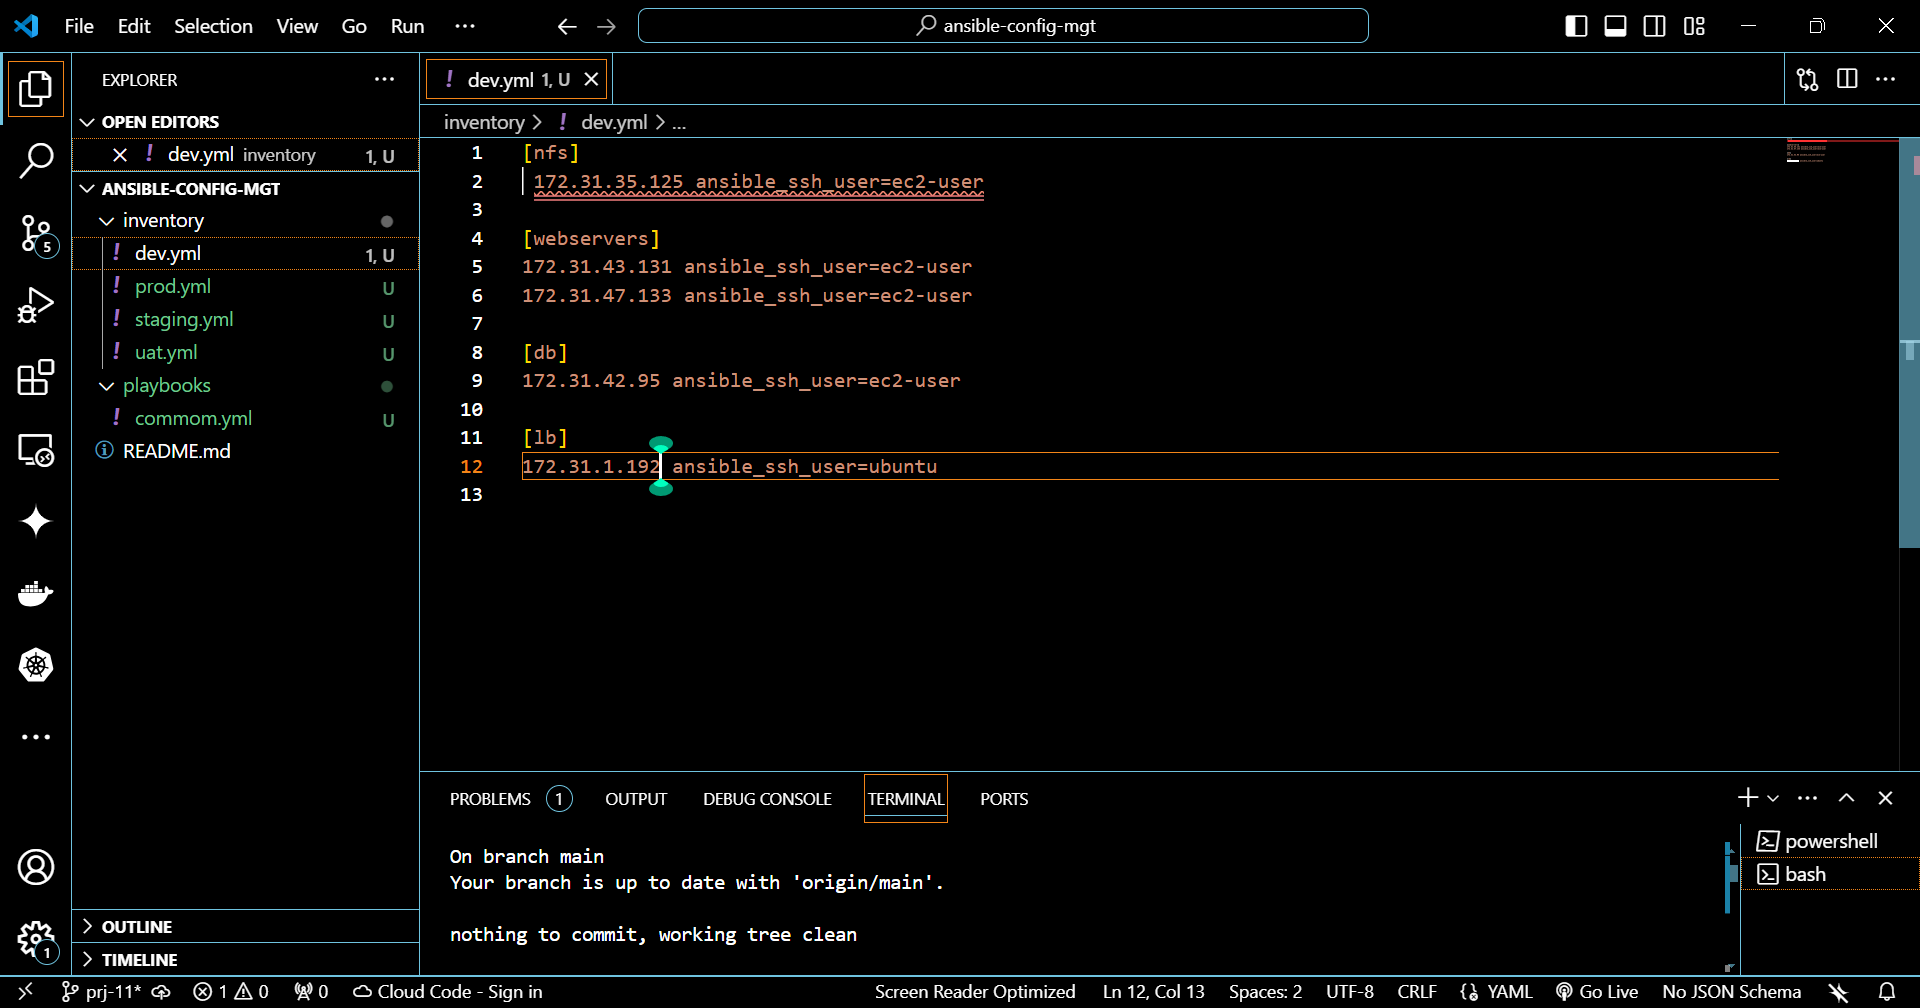 File Edit Selection View Go Run ...
ansible-config-mgt
EXPLORER ...
OPEN EDITORS
dev.yml inventory 1, U
ANSIBLE-CONFIG-MGT
inventory
! dev.yml 1, U
! prod.yml U
! staging.yml U
! uat.yml U
playbooks
! commom.yml U
README.md
OUTLINE
TIMELINE
5
1
! dev.yml 1, U
inventory > ! dev.yml > ...
1 [nfs]
2 172.31.35.125 ansible_ssh_user=ec2-user
3
4 [webservers]
5 172.31.43.131 ansible_ssh_user=ec2-user
6 172.31.47.133 ansible_ssh_user=ec2-user
7
8 [db]
9 172.31.42.95 ansible_ssh_user=ec2-user
10
11 [lb]
12 172.31.1.192 ansible_ssh_user=ubuntu
13
PROBLEMS 1 OUTPUT DEBUG CONSOLE TERMINAL PORTS
On branch main
Your branch is up to date with 'origin/main'.
nothing to commit, working tree clean
powershell
bash
prj-11* 1 0 0 Cloud Code - Sign in Screen Reader Optimized Ln 12, Col 13 Spaces: 2 UTF-8 CRLF YAML Go Live No JSON Schema